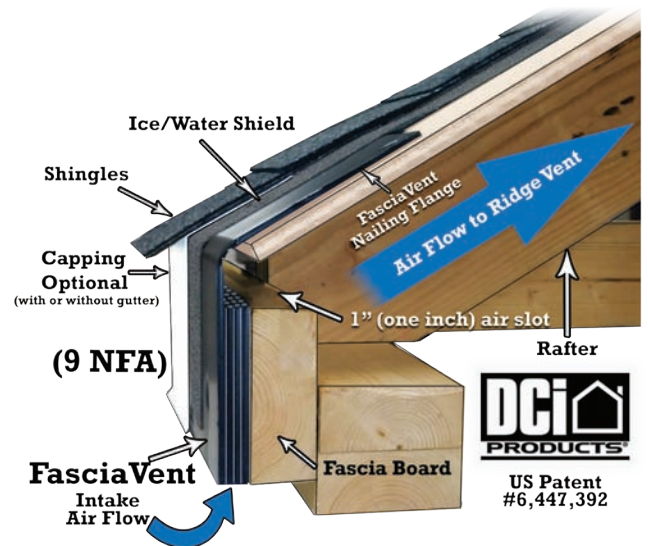 Ice/Water Shield
Shingles
FasciaVent
Nailing Flange
Air Flow to Ridge Vent
Capping
Optional
(with or without gutter)
1” (one inch) air slot
Rafter
(9 NFA)
DCi
PRODUCTS®
FasciaVent
Intake
Air Flow
Fascia Board
US Patent
#6,447,392